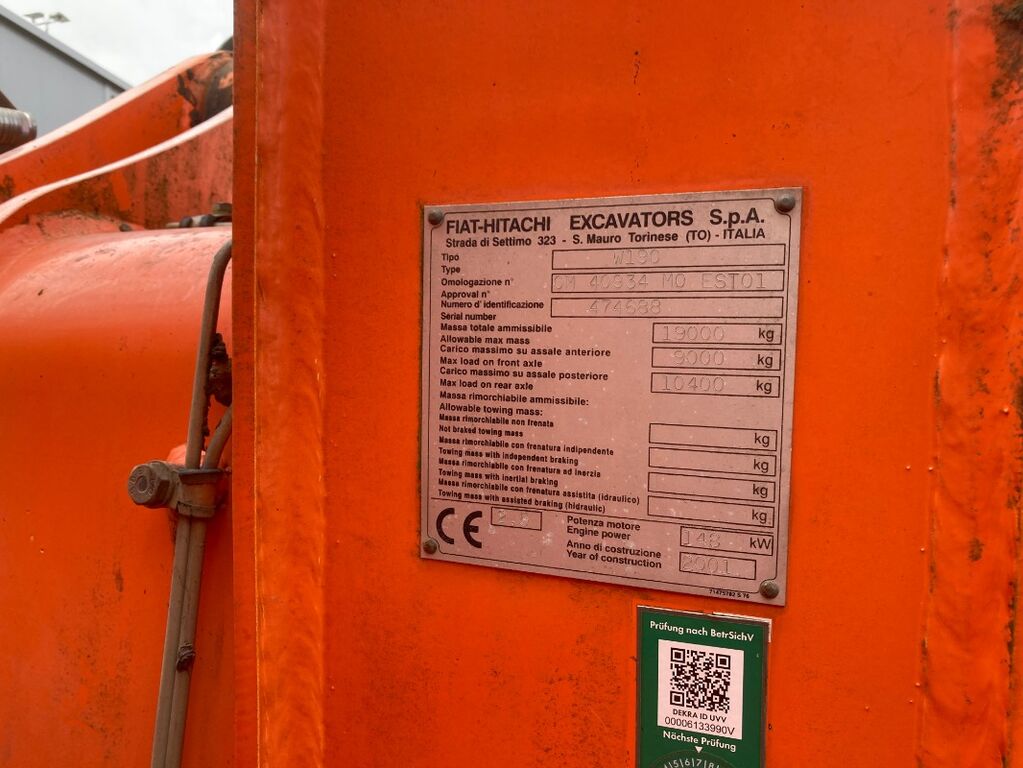 FIAT-HITACHI EXCAVATORS S.p.A.
Strada di Settimo 323 - S. Mauro Torinese (TO) - ITALIA
Tipo
Type
W190
Omologazione n°
Approval n°
OM 40934 MO EST01
Numero d' identificazione
Serial number
474688
Massa totale ammissibile
Allowable max mass
19000 kg
Carico massimo su assale anteriore
Max load on front axle
9000 kg
Carico massimo su assale posteriore
Max load on rear axle
10400 kg
Massa rimorchiabile ammissibile:
Allowable towing mass:
Massa rimorchiabile non frenata
Not braked towing mass
kg
Massa rimorchiabile con frenatura indipendente
Towing mass with independent braking
kg
Massa rimorchiabile con frenatura ad inerzia
Towing mass with inertial braking
kg
Massa rimorchiabile con frenatura assistita (idraulico)
Towing mass with assisted braking (hidraulic)
kg
CE
Potenza motore
Engine power
148 kW
Anno di costruzione
Year of construction
2001
71475782 S 76
Prüfung nach BetrSichV
DEKRA ID UVV
00006133990V
Nächste Prüfung